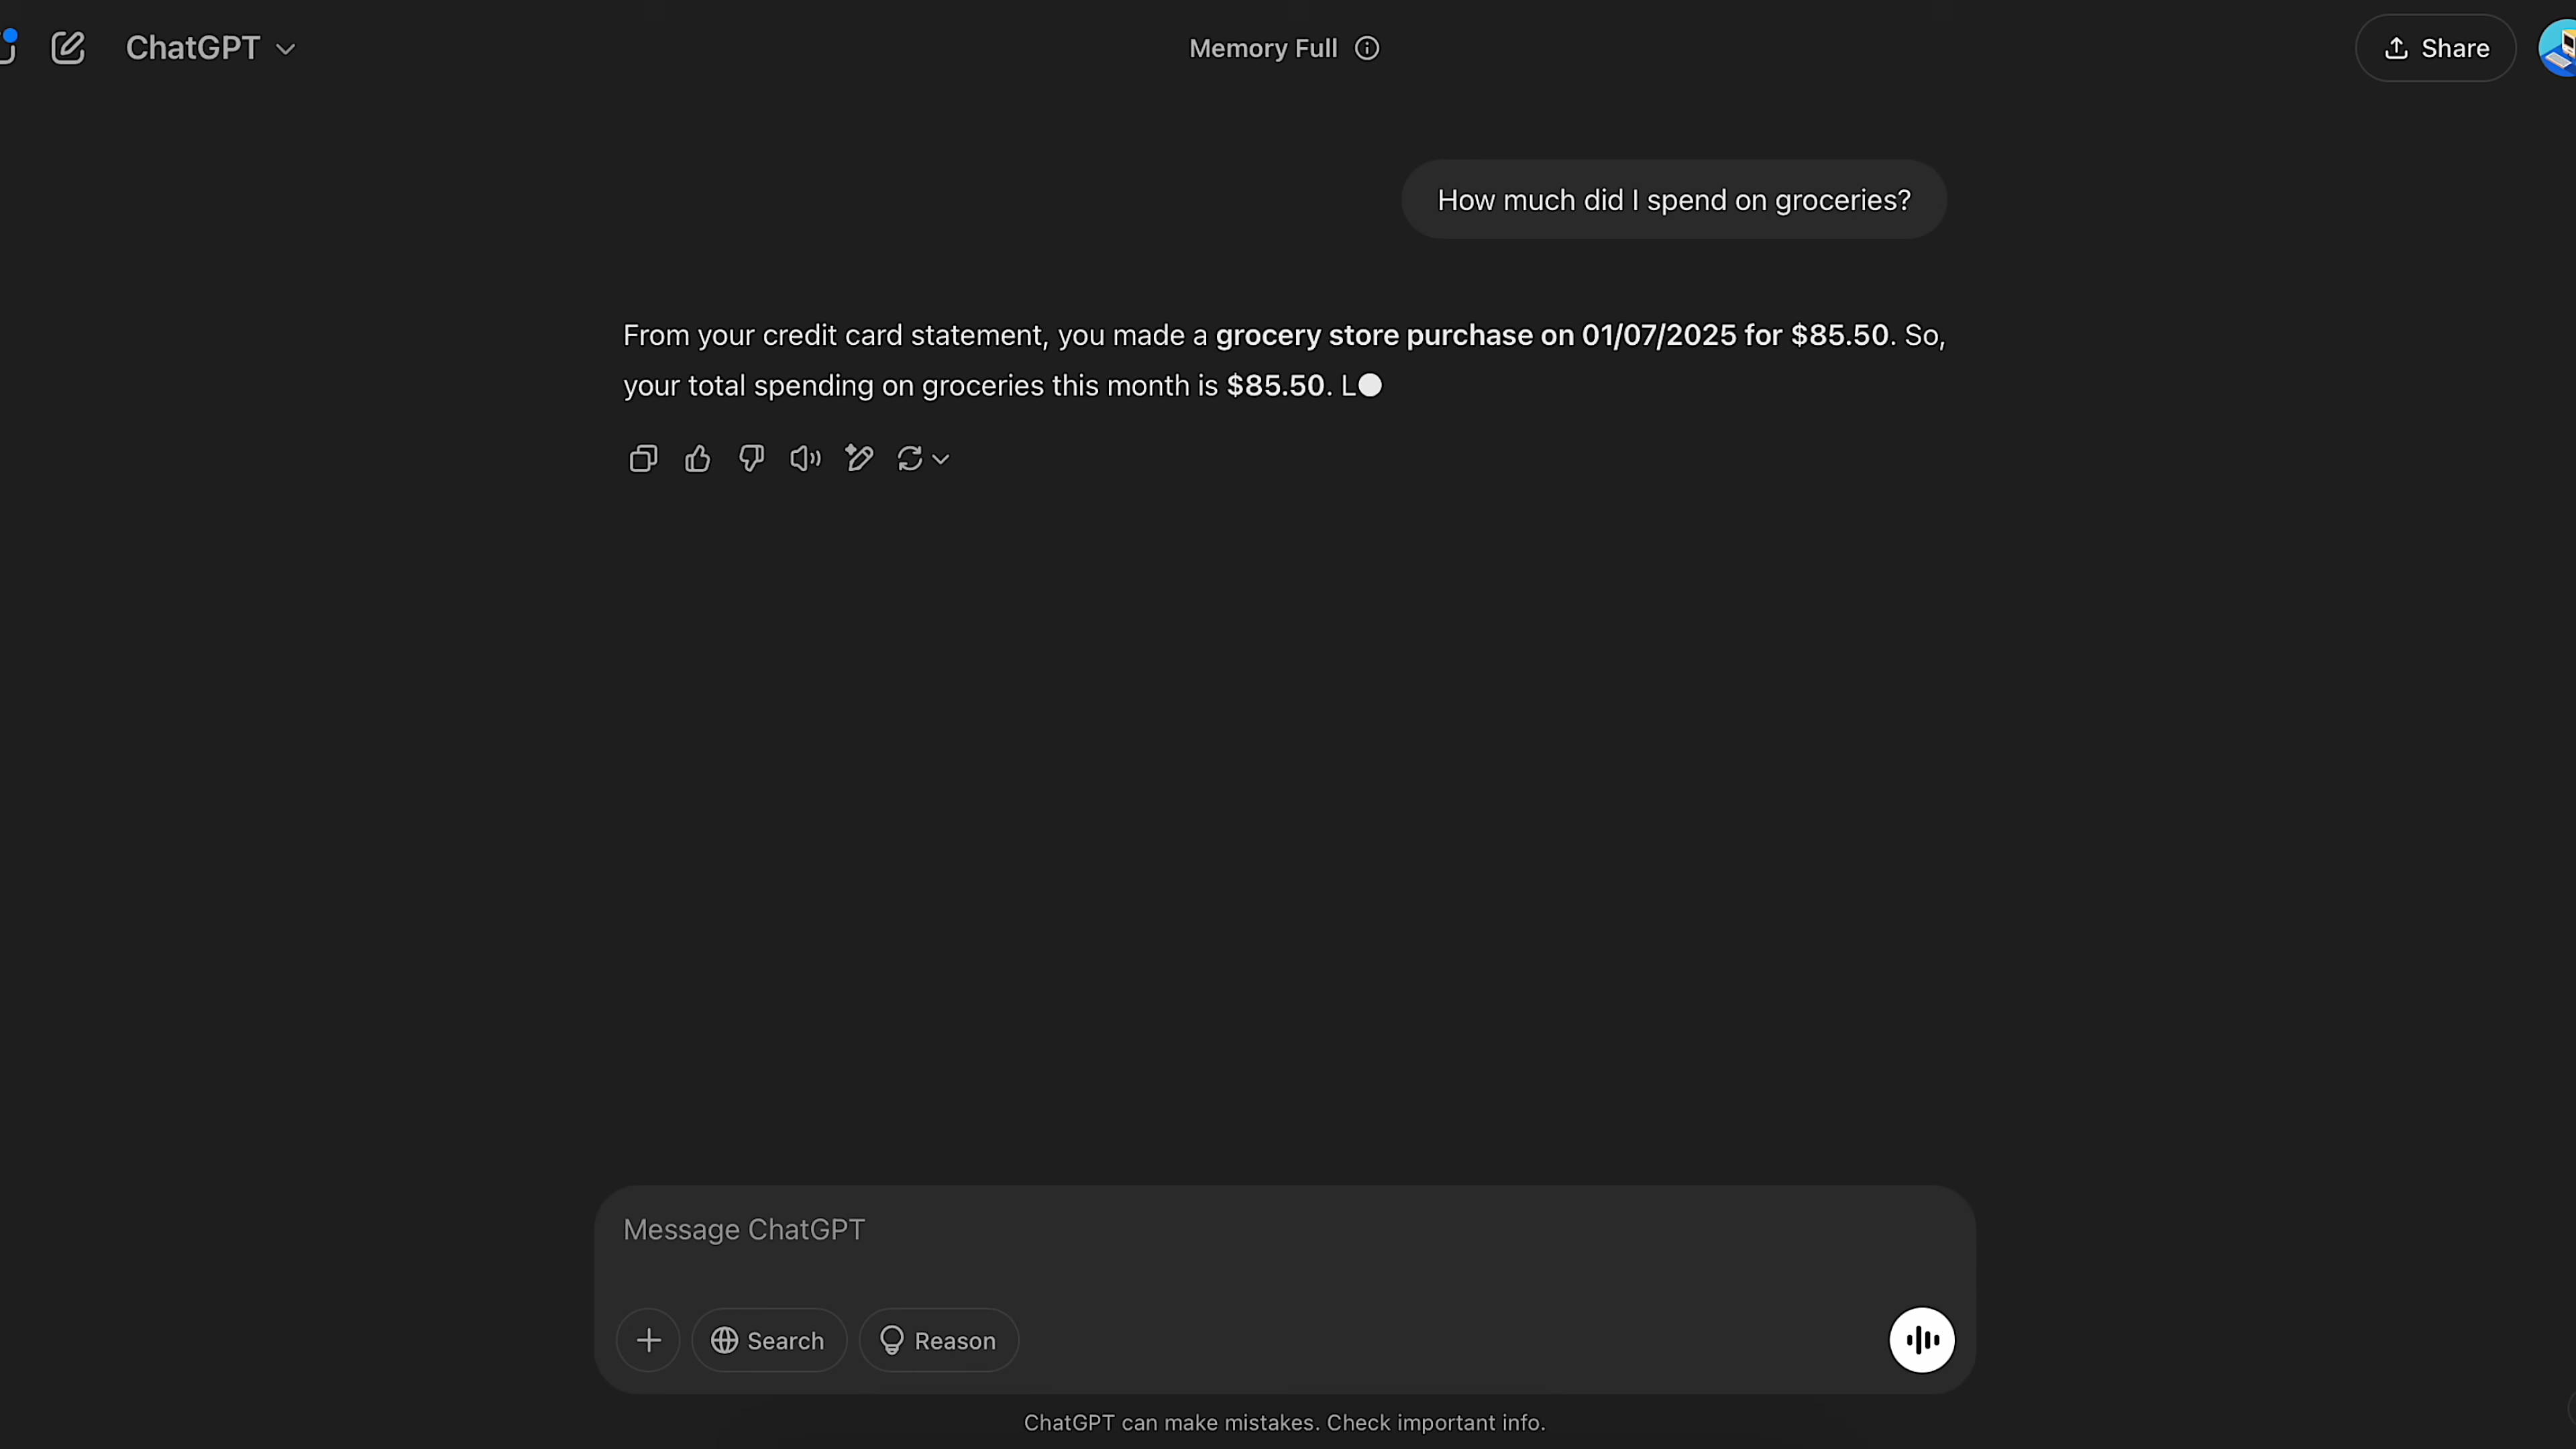 ChatGPT
Memory Full
Share
How much did I spend on groceries?
From your credit card statement, you made a grocery store purchase on 01/07/2025 for $85.50. So,
your total spending on groceries this month is $85.50. L
Message ChatGPT
Search
Reason
ChatGPT can make mistakes. Check important info.